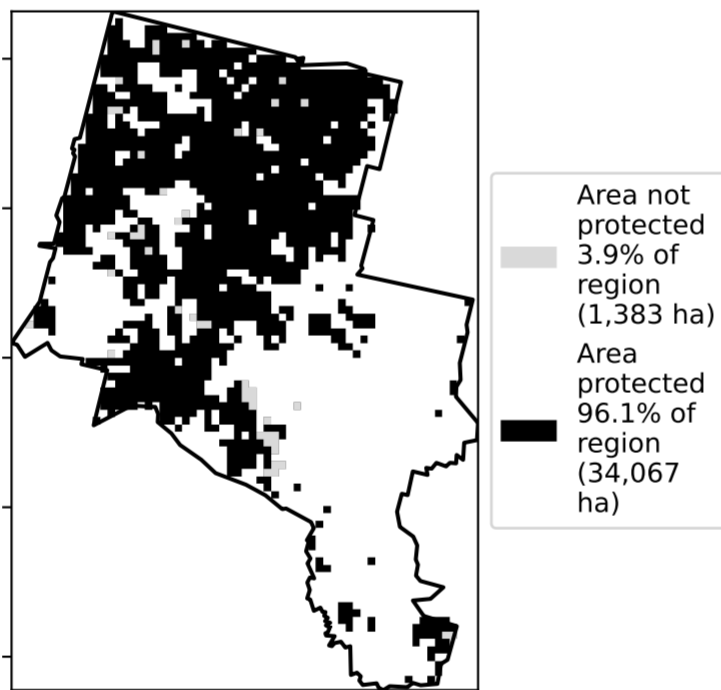 Area not
protected
3.9% of
region
(1,383 ha)
Area
protected
96.1% of
region
(34,067
ha)